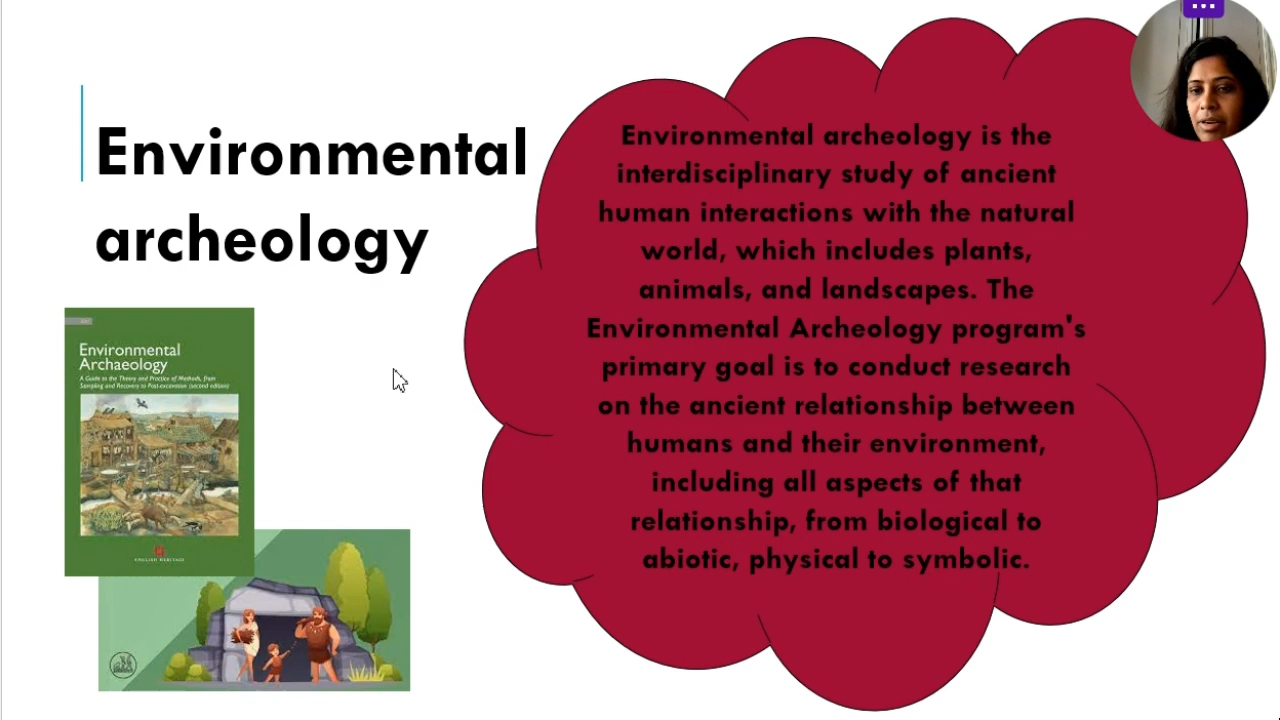 Environmental
archeology
Environmental archeology is the
interdisciplinary study of ancient
human interactions with the natural
world, which includes plants,
animals, and landscapes. The
Environmental Archeology program's
primary goal is to conduct research
on the ancient relationship between
humans and their environment,
including all aspects of that
relationship, from biological to
abiotic, physical to symbolic.
Environmental
Archaeology
A Guide to the Theory and Practice of Methods, from
Sampling and Recovery to Post-excavation (second edition)
ENGLISH HERITAGE